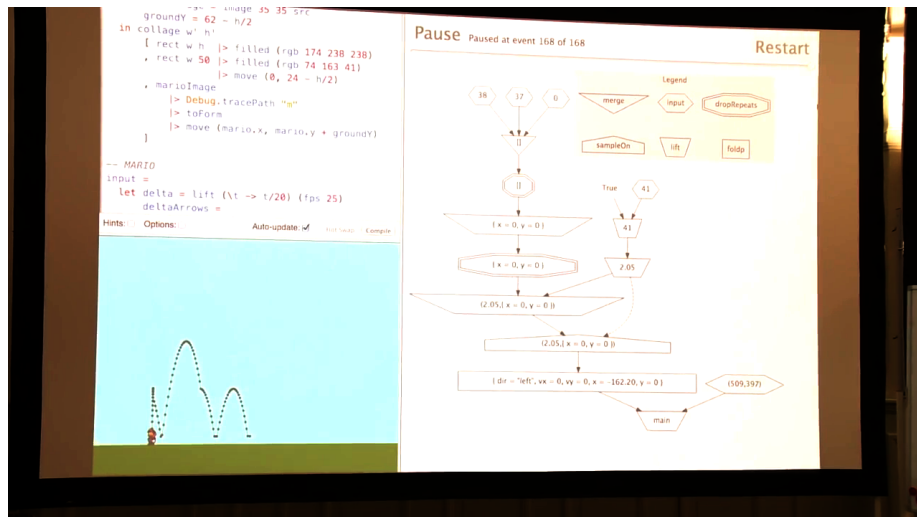 image 35 35 src
groundY = 62 - h/2
in collage w' h'
[ rect w h |> filled (rgb 174 238 238)
, rect w 50 |> filled (rgb 74 163 41)
|> move (0, 24 - h/2)
, marioImage
|> Debug.tracePath "m"
|> toForm
|> move (mario.x, mario.y + groundY)
]
-- MARIO
input =
let delta = lift (\t -> t/20) (fps 25)
deltaArrows =
Hints: Options: Auto-update: Compile
Pause Paused at event 168 of 168
Restart
Legend
merge input dropRepeats
sampleOn lift foldp
38 37 0
[]
[]
True 41
{ x = 0, y = 0 } 41
{ x = 0, y = 0 } 2.05
(2.05,{ x = 0, y = 0 })
(2.05,{ x = 0, y = 0 })
{ dir = "left", vx = 0, vy = 0, x = -162.20, y = 0 } (509,397)
main